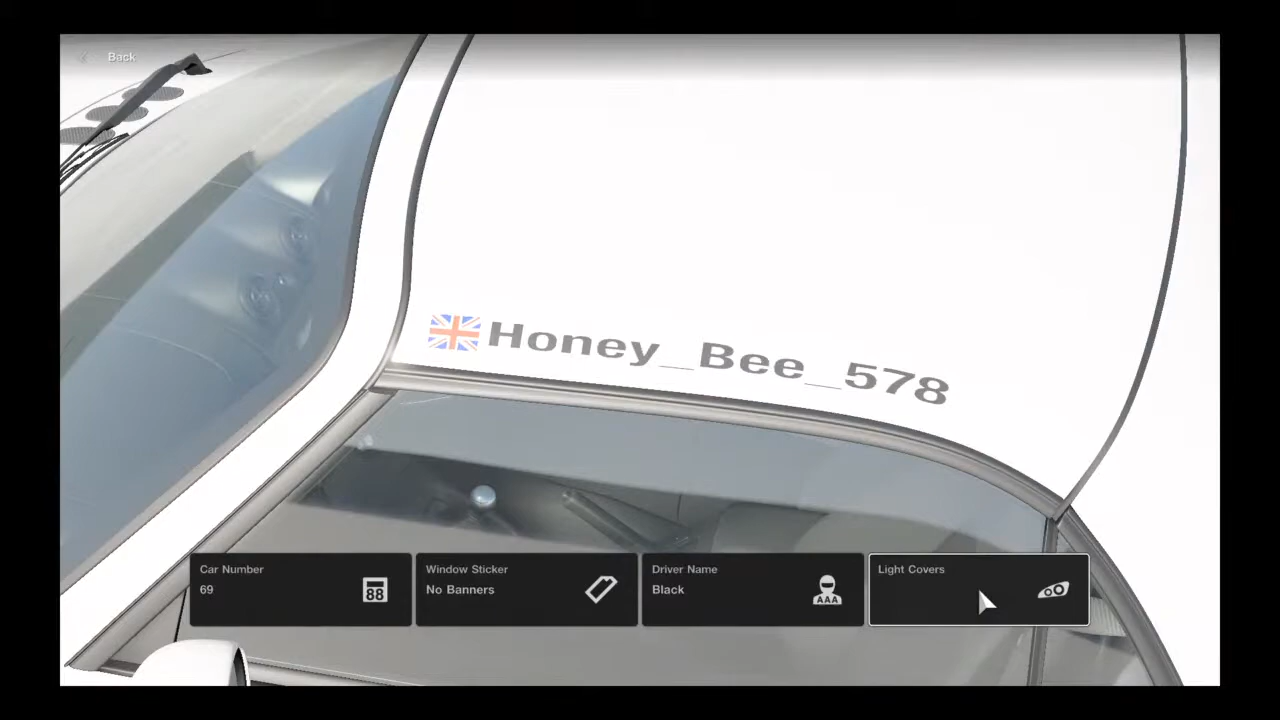 Back
Honey_Bee_578
Car Number
69
88
Window Sticker
No Banners
Driver Name
Black
AAA
Light Covers